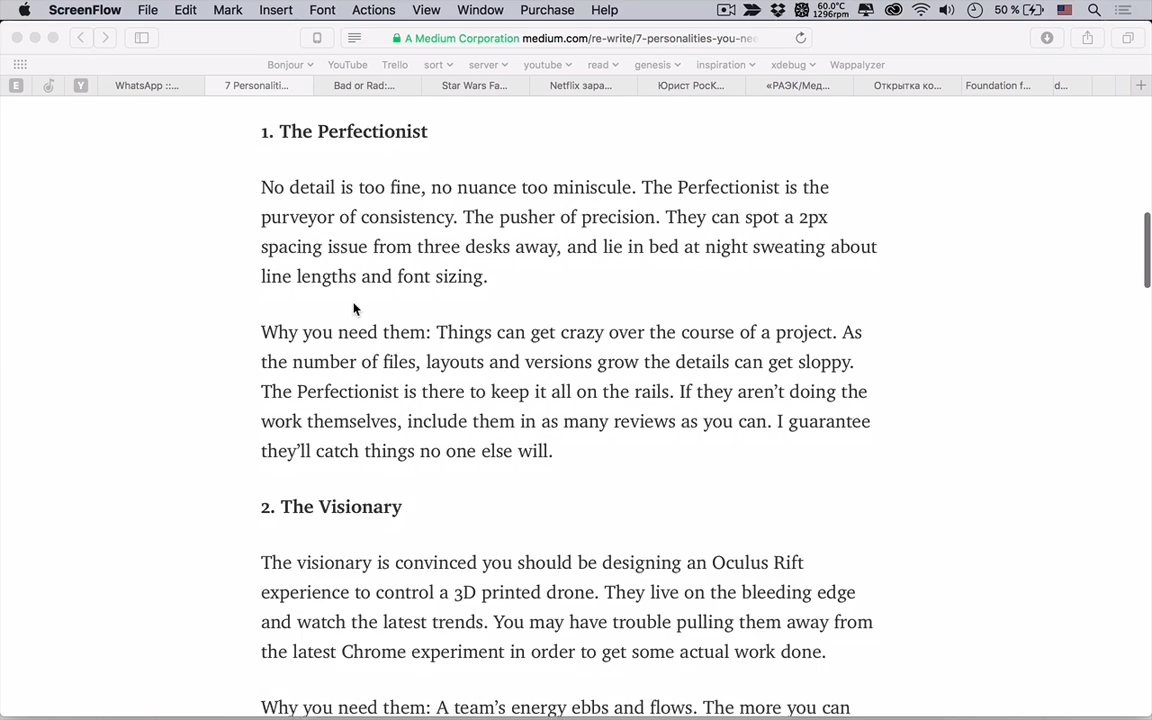 ScreenFlow File Edit Mark Insert Font Actions View Window Purchase Help 60.0°C 1296rpm 50 %
A Medium Corporation medium.com/re-write/7-personalities-you-nee
Bonjour YouTube Trello sort server youtube read genesis inspiration xdebug Wappalyzer
E Y WhatsApp ::... 7 Personaliti... Bad or Rad:... Star Wars Fa... Netflix зара... Юрист РосК... «РАЭК/Мед... Открытка ко... Foundation f... d...
1. The Perfectionist
No detail is too fine, no nuance too miniscule. The Perfectionist is the
purveyor of consistency. The pusher of precision. They can spot a 2px
spacing issue from three desks away, and lie in bed at night sweating about
line lengths and font sizing.
Why you need them: Things can get crazy over the course of a project. As
the number of files, layouts and versions grow the details can get sloppy.
The Perfectionist is there to keep it all on the rails. If they aren’t doing the
work themselves, include them in as many reviews as you can. I guarantee
they’ll catch things no one else will.
2. The Visionary
The visionary is convinced you should be designing an Oculus Rift
experience to control a 3D printed drone. They live on the bleeding edge
and watch the latest trends. You may have trouble pulling them away from
the latest Chrome experiment in order to get some actual work done.
Why you need them: A team’s energy ebbs and flows. The more you can